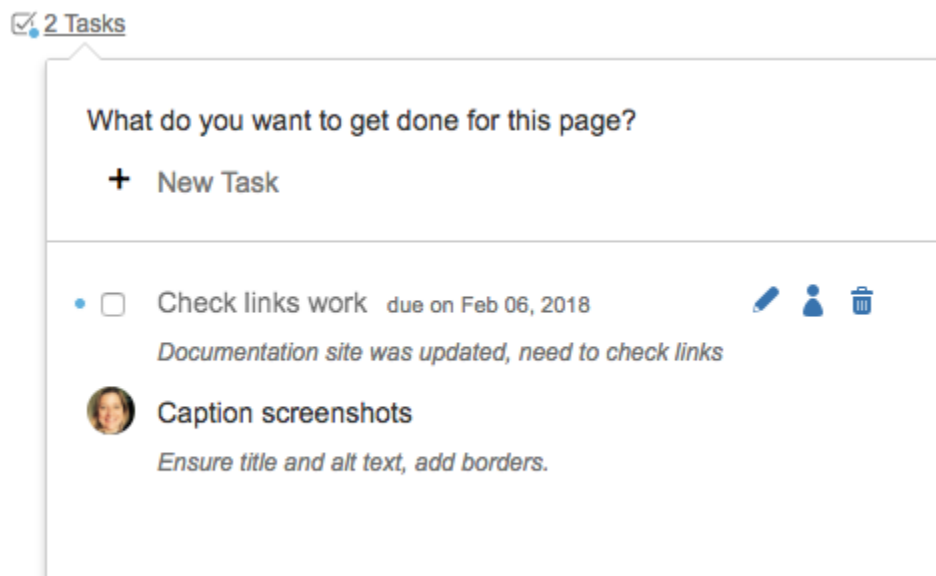 2 Tasks
What do you want to get done for this page?
+ New Task
Check links work due on Feb 06, 2018
Documentation site was updated, need to check links
Caption screenshots
Ensure title and alt text, add borders.